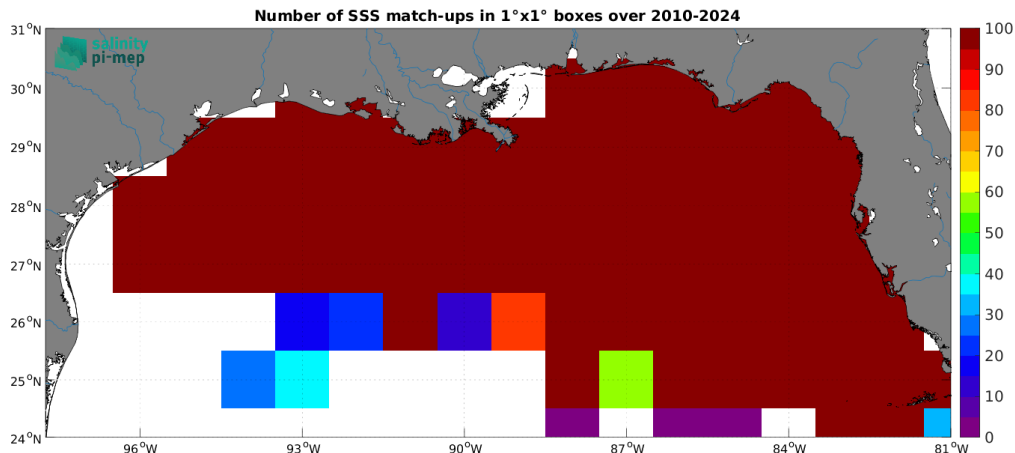 Number of SSS match-ups in 1°x1° boxes over 2010-2024
salinity
pi-mep
31°N
30°N
29°N
28°N
27°N
26°N
25°N
24°N
96°W
93°W
90°W
87°W
84°W
81°W
100
90
80
70
60
50
40
30
20
10
0